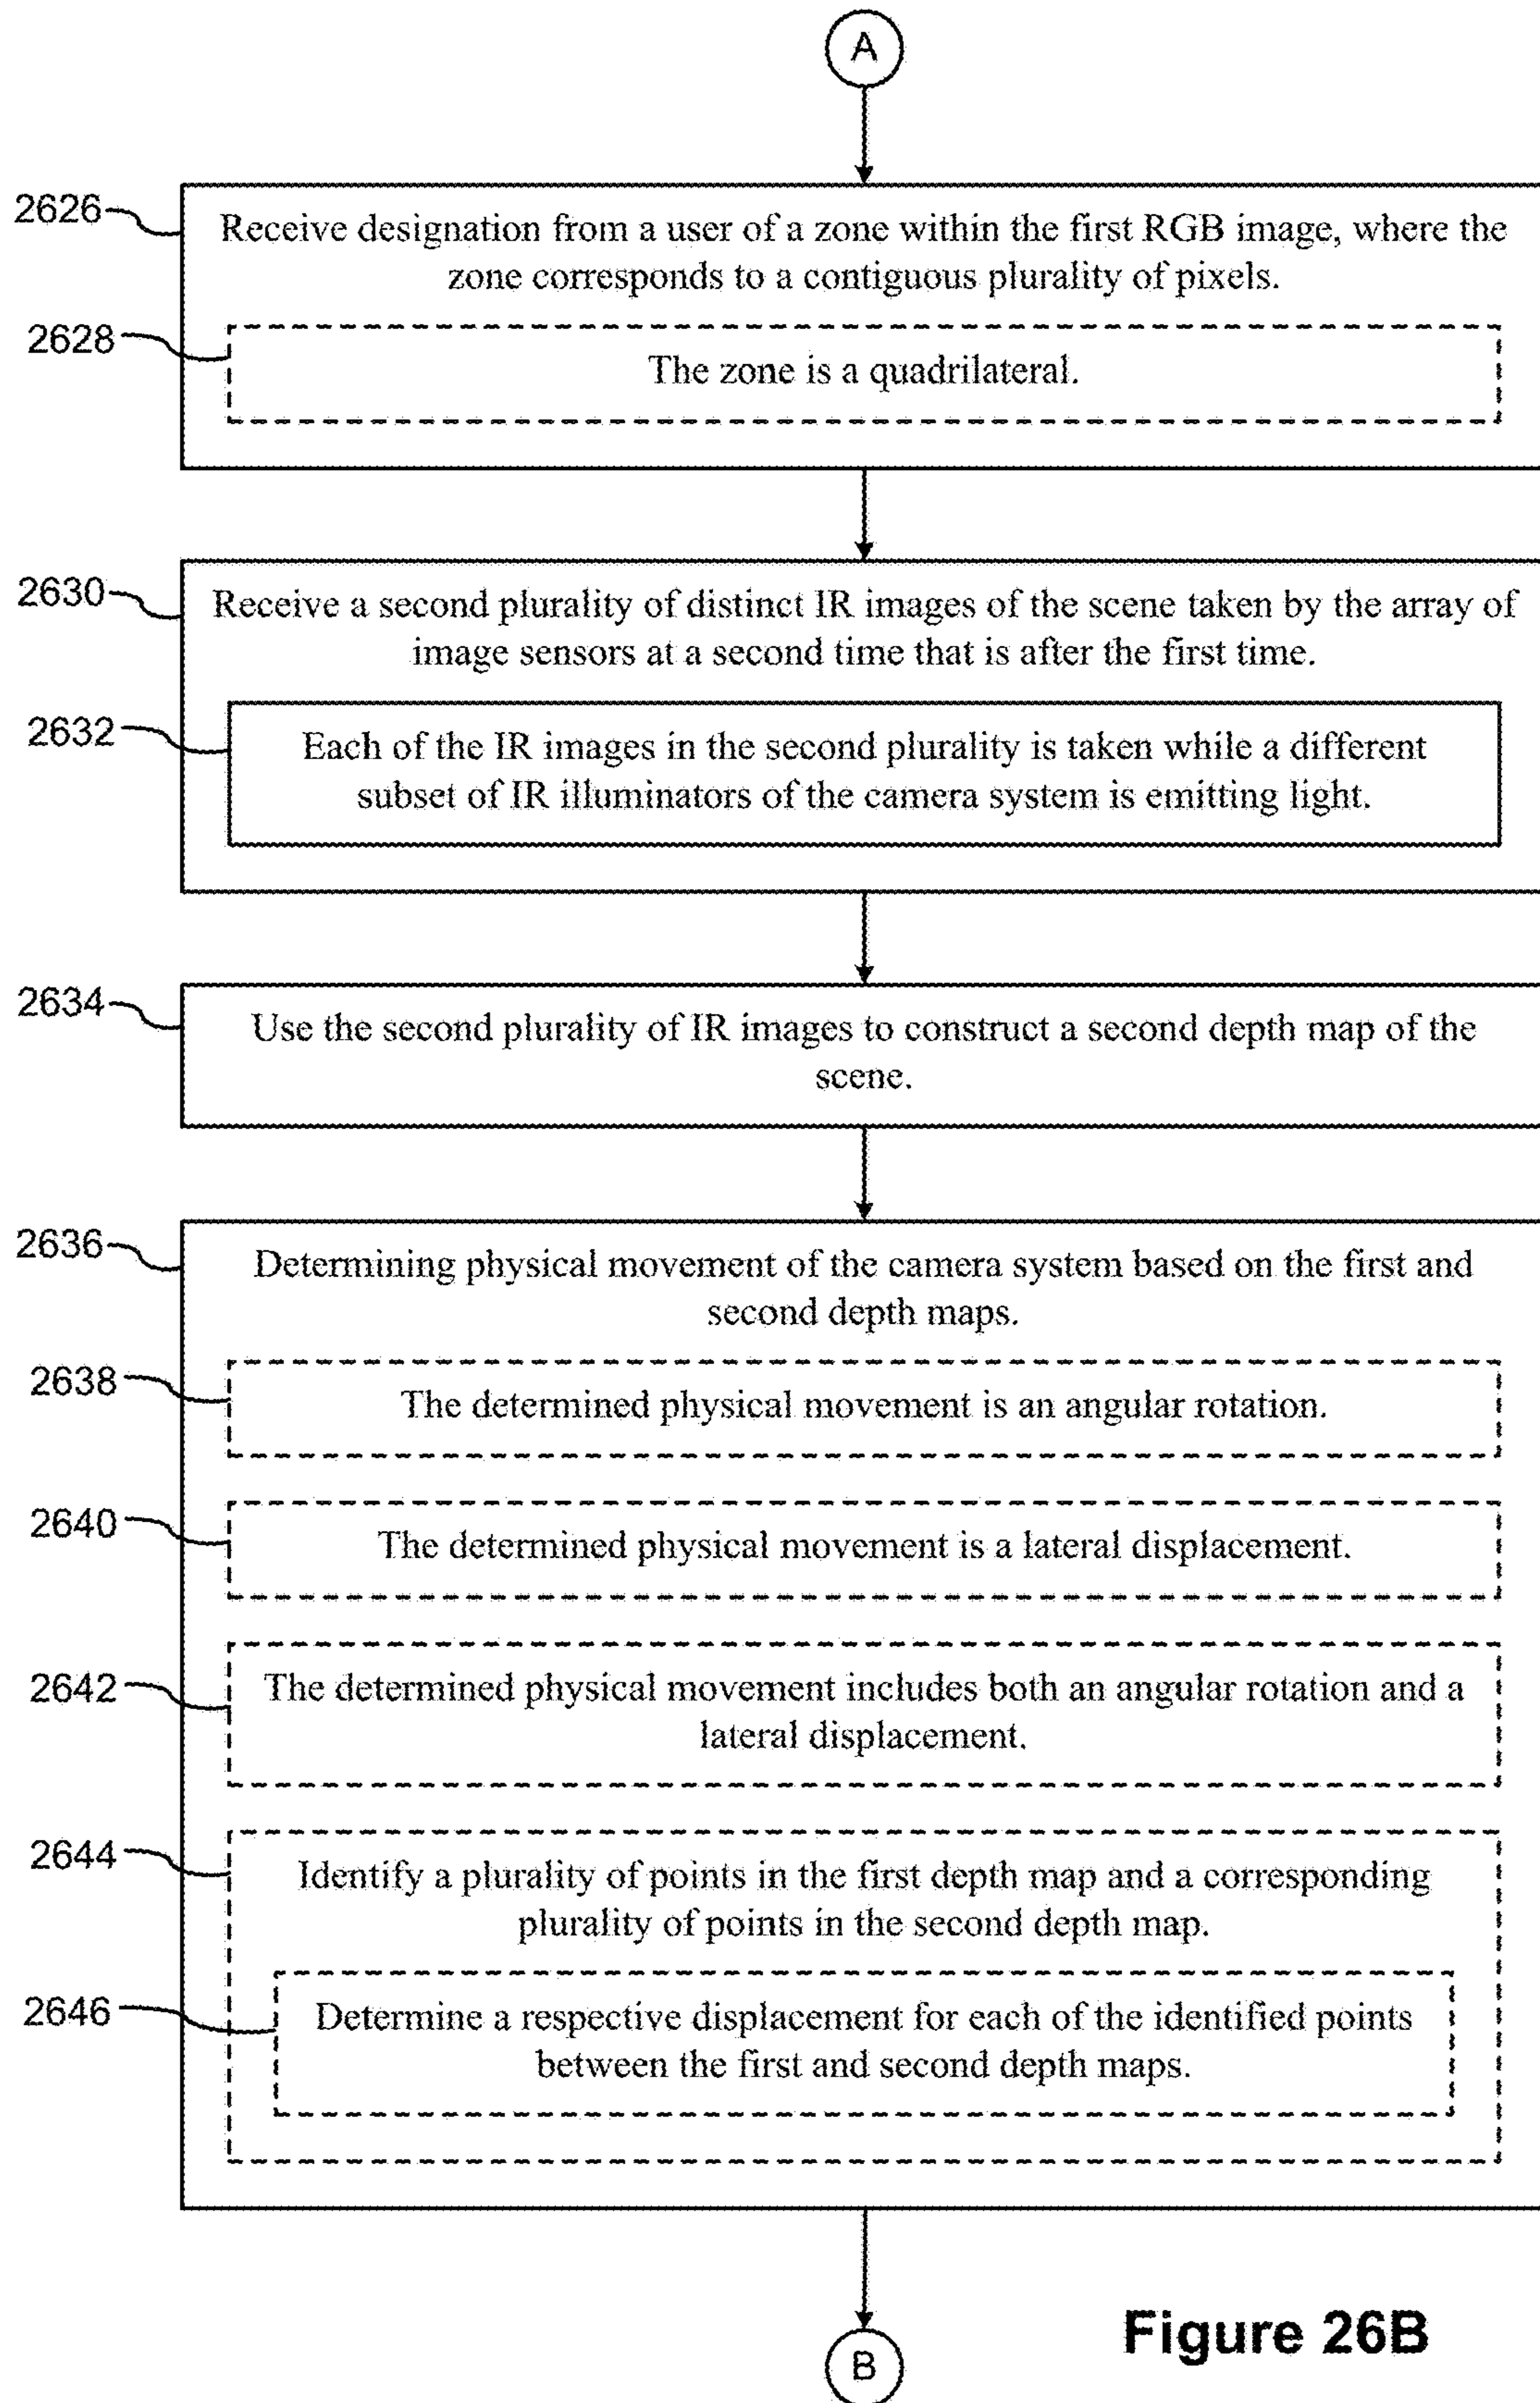 A
2626
Receive designation from a user of a zone within the first RGB image, where the
zone corresponds to a contiguous plurality of pixels.
2628
The zone is a quadrilateral.
2630
Receive a second plurality of distinct IR images of the scene taken by the array of
image sensors at a second time that is after the first time.
2632
Each of the IR images in the second plurality is taken while a different
subset of IR illuminators of the camera system is emitting light.
2634
Use the second plurality of IR images to construct a second depth map of the
scene.
2636
Determining physical movement of the camera system based on the first and
second depth maps.
2638
The determined physical movement is an angular rotation.
2640
The determined physical movement is a lateral displacement.
2642
The determined physical movement includes both an angular rotation and a
lateral displacement.
2644
Identify a plurality of points in the first depth map and a corresponding
plurality of points in the second depth map.
2646
Determine a respective displacement for each of the identified points
between the first and second depth maps.
B
Figure 26B